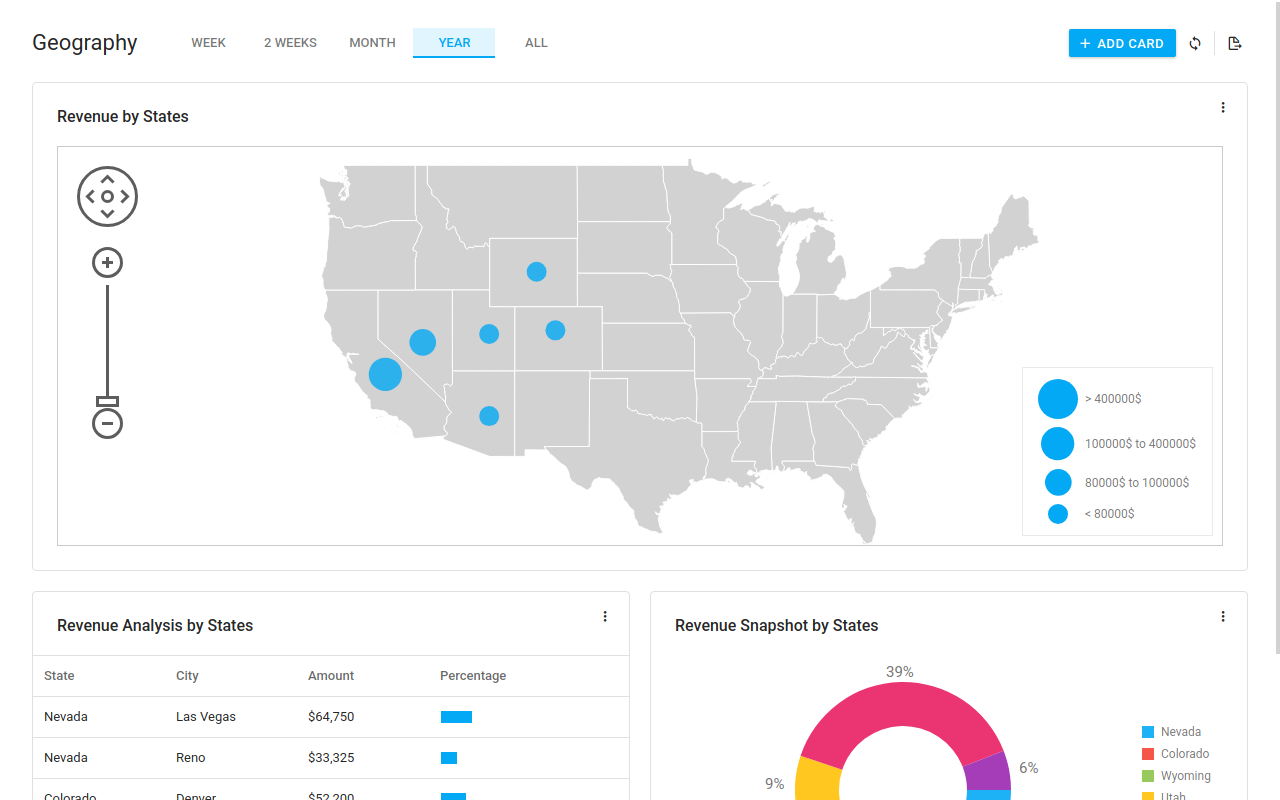 Geography
WEEK
2 WEEKS
MONTH
YEAR
ALL
ADD CARD
Revenue by States
> 400000$
100000$ to 400000$
80000$ to 100000$
< 80000$
Revenue Analysis by States
State City Amount Percentage
Nevada Las Vegas $64,750
Nevada Reno $33,325
Colorado Denver $52,200
Revenue Snapshot by States
39%
6%
9%
Nevada
Colorado
Wyoming
Utah